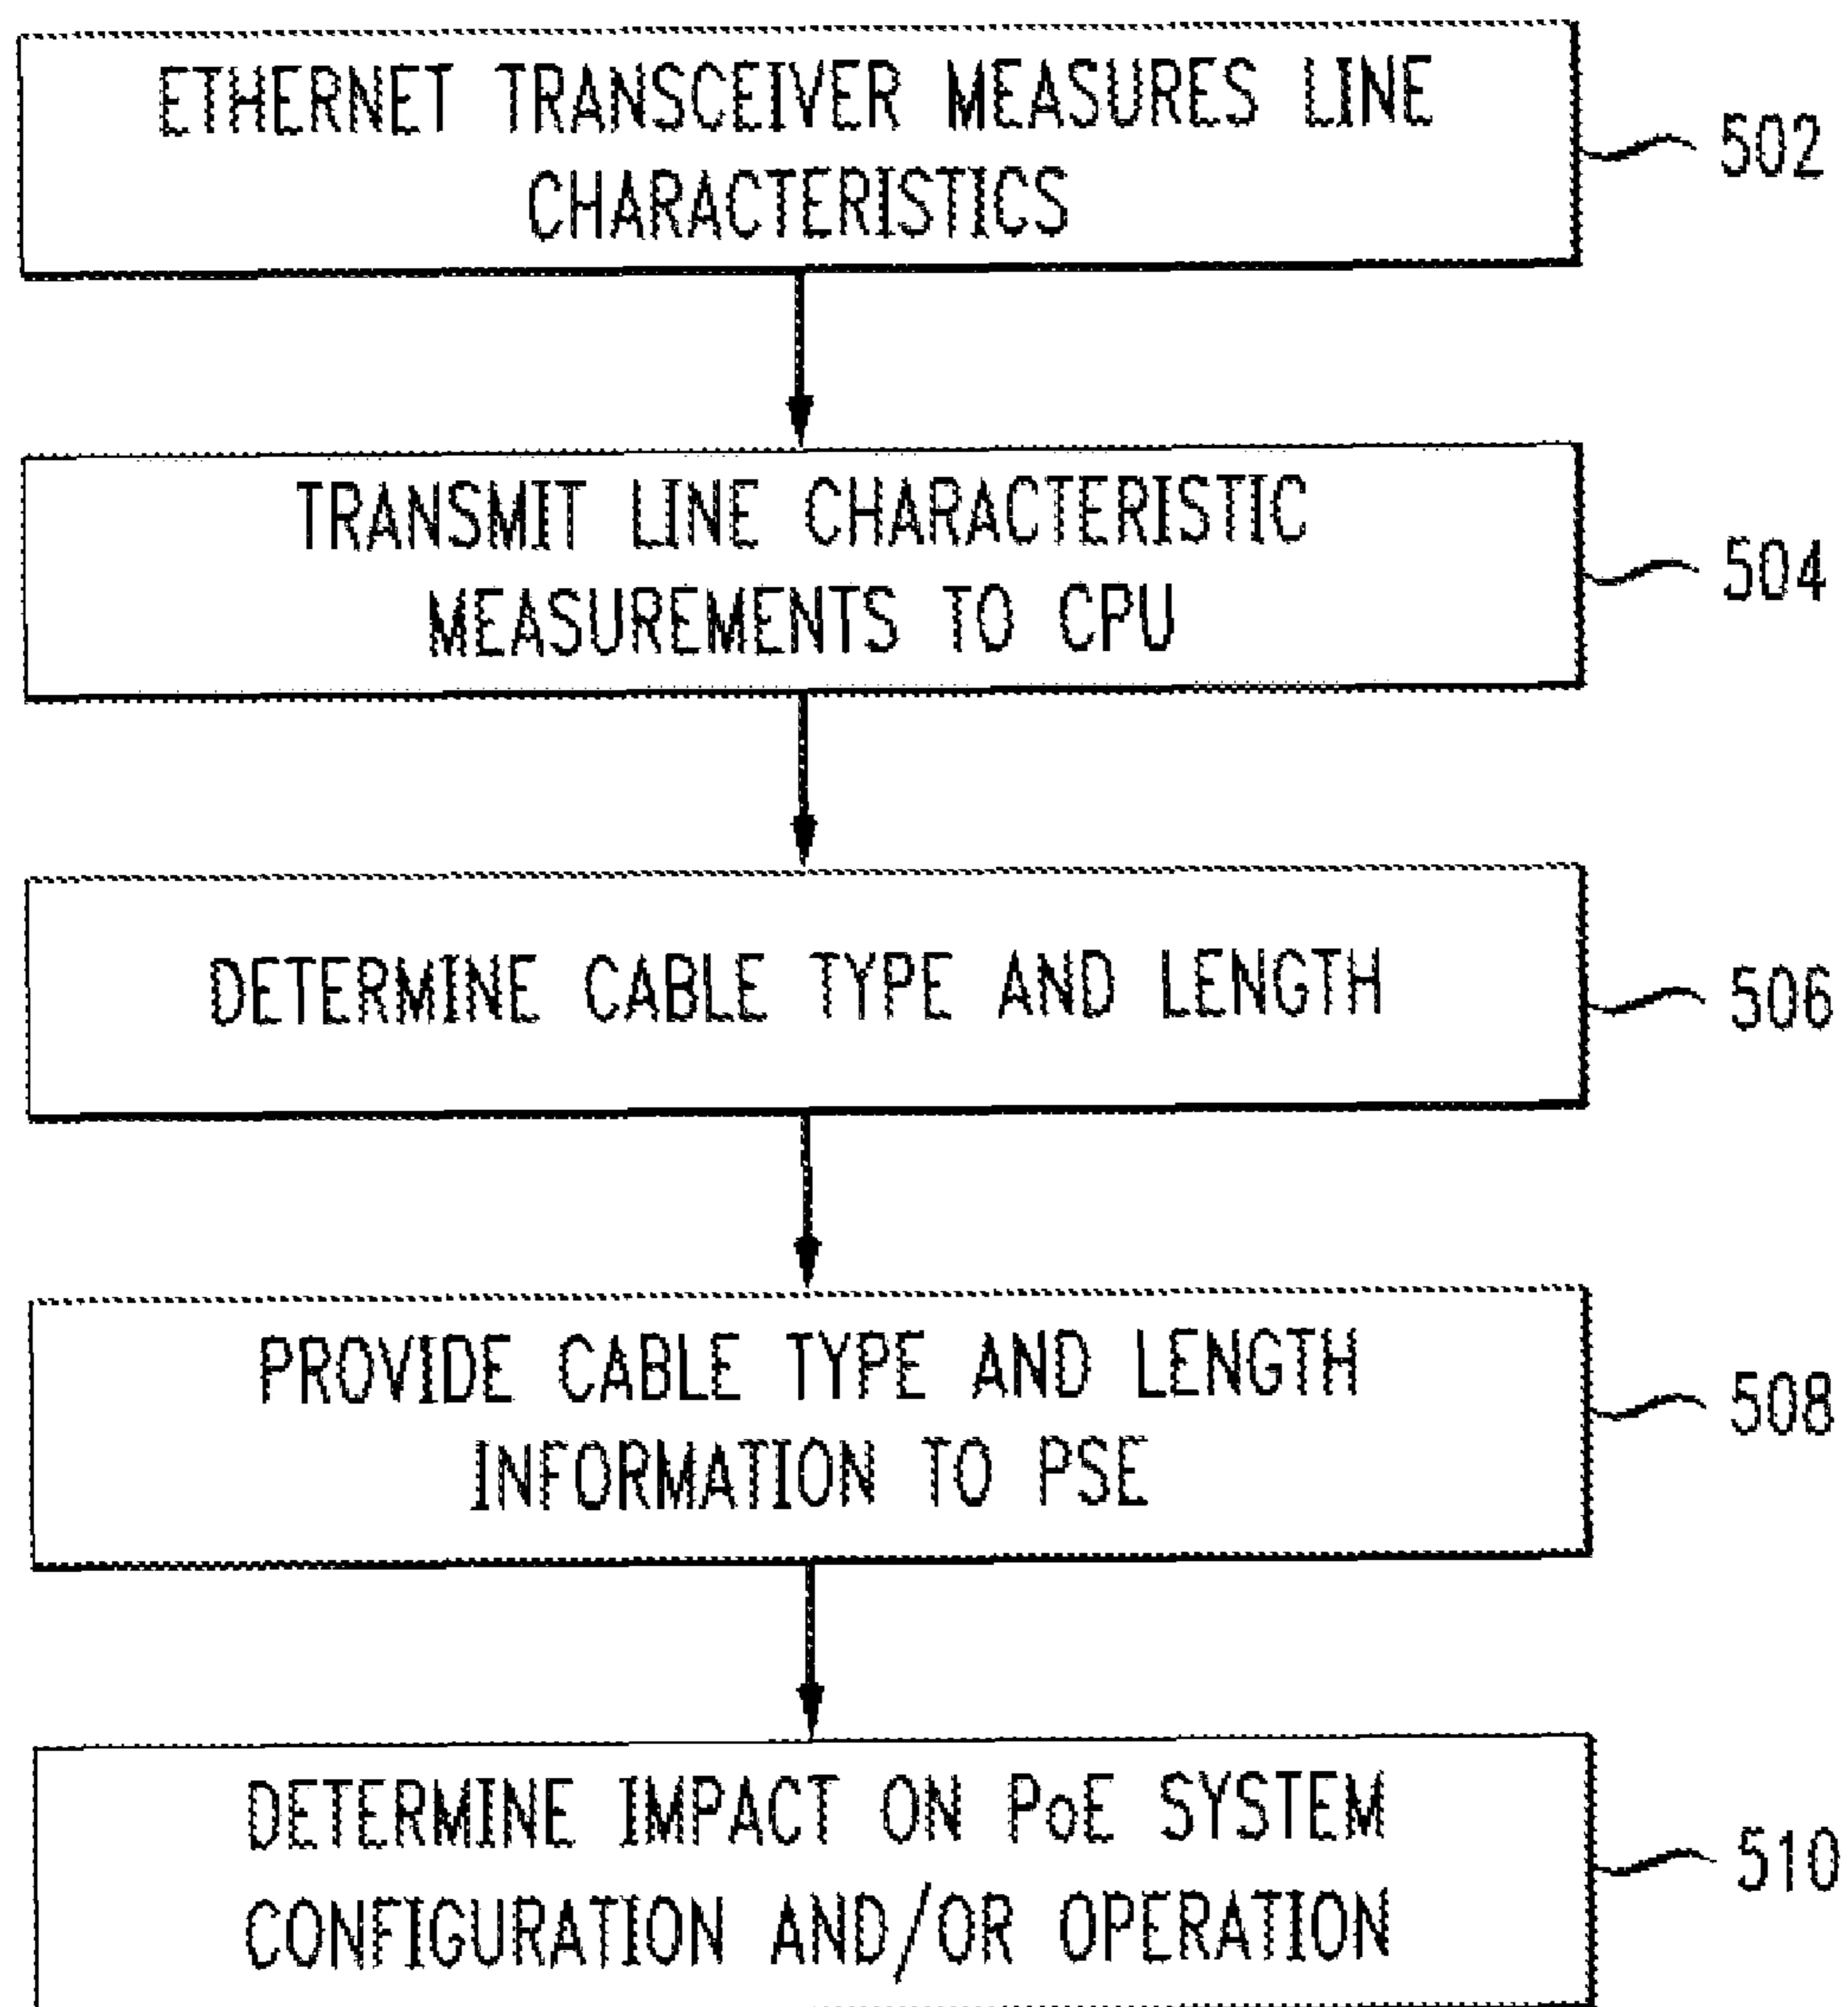 ETHERNET TRANSCEIVER MEASURES LINE
CHARACTERISTICS
502
TRANSMIT LINE CHARACTERISTIC
MEASUREMENTS TO CPU
504
DETERMINE CABLE TYPE AND LENGTH
506
PROVIDE CABLE TYPE AND LENGTH
INFORMATION TO PSE
508
DETERMINE IMPACT ON PoE SYSTEM
CONFIGURATION AND/OR OPERATION
510